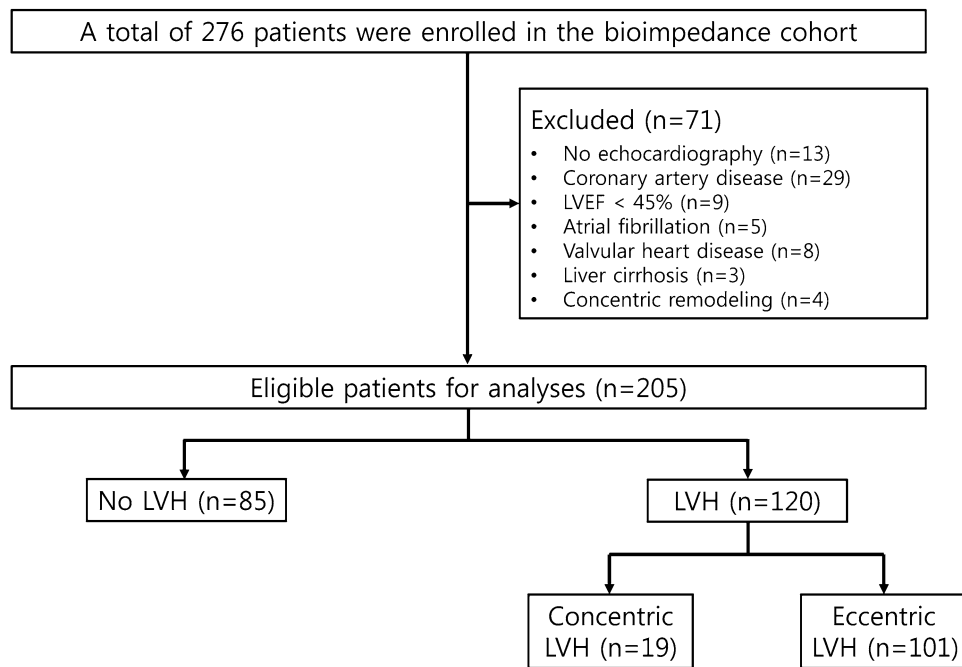 A total of 276 patients were enrolled in the bioimpedance cohort
Excluded (n=71)
• No echocardiography (n=13)
• Coronary artery disease (n=29)
• LVEF < 45% (n=9)
• Atrial fibrillation (n=5)
• Valvular heart disease (n=8)
• Liver cirrhosis (n=3)
• Concentric remodeling (n=4)
Eligible patients for analyses (n=205)
No LVH (n=85)
LVH (n=120)
Concentric
LVH (n=19)
Eccentric
LVH (n=101)